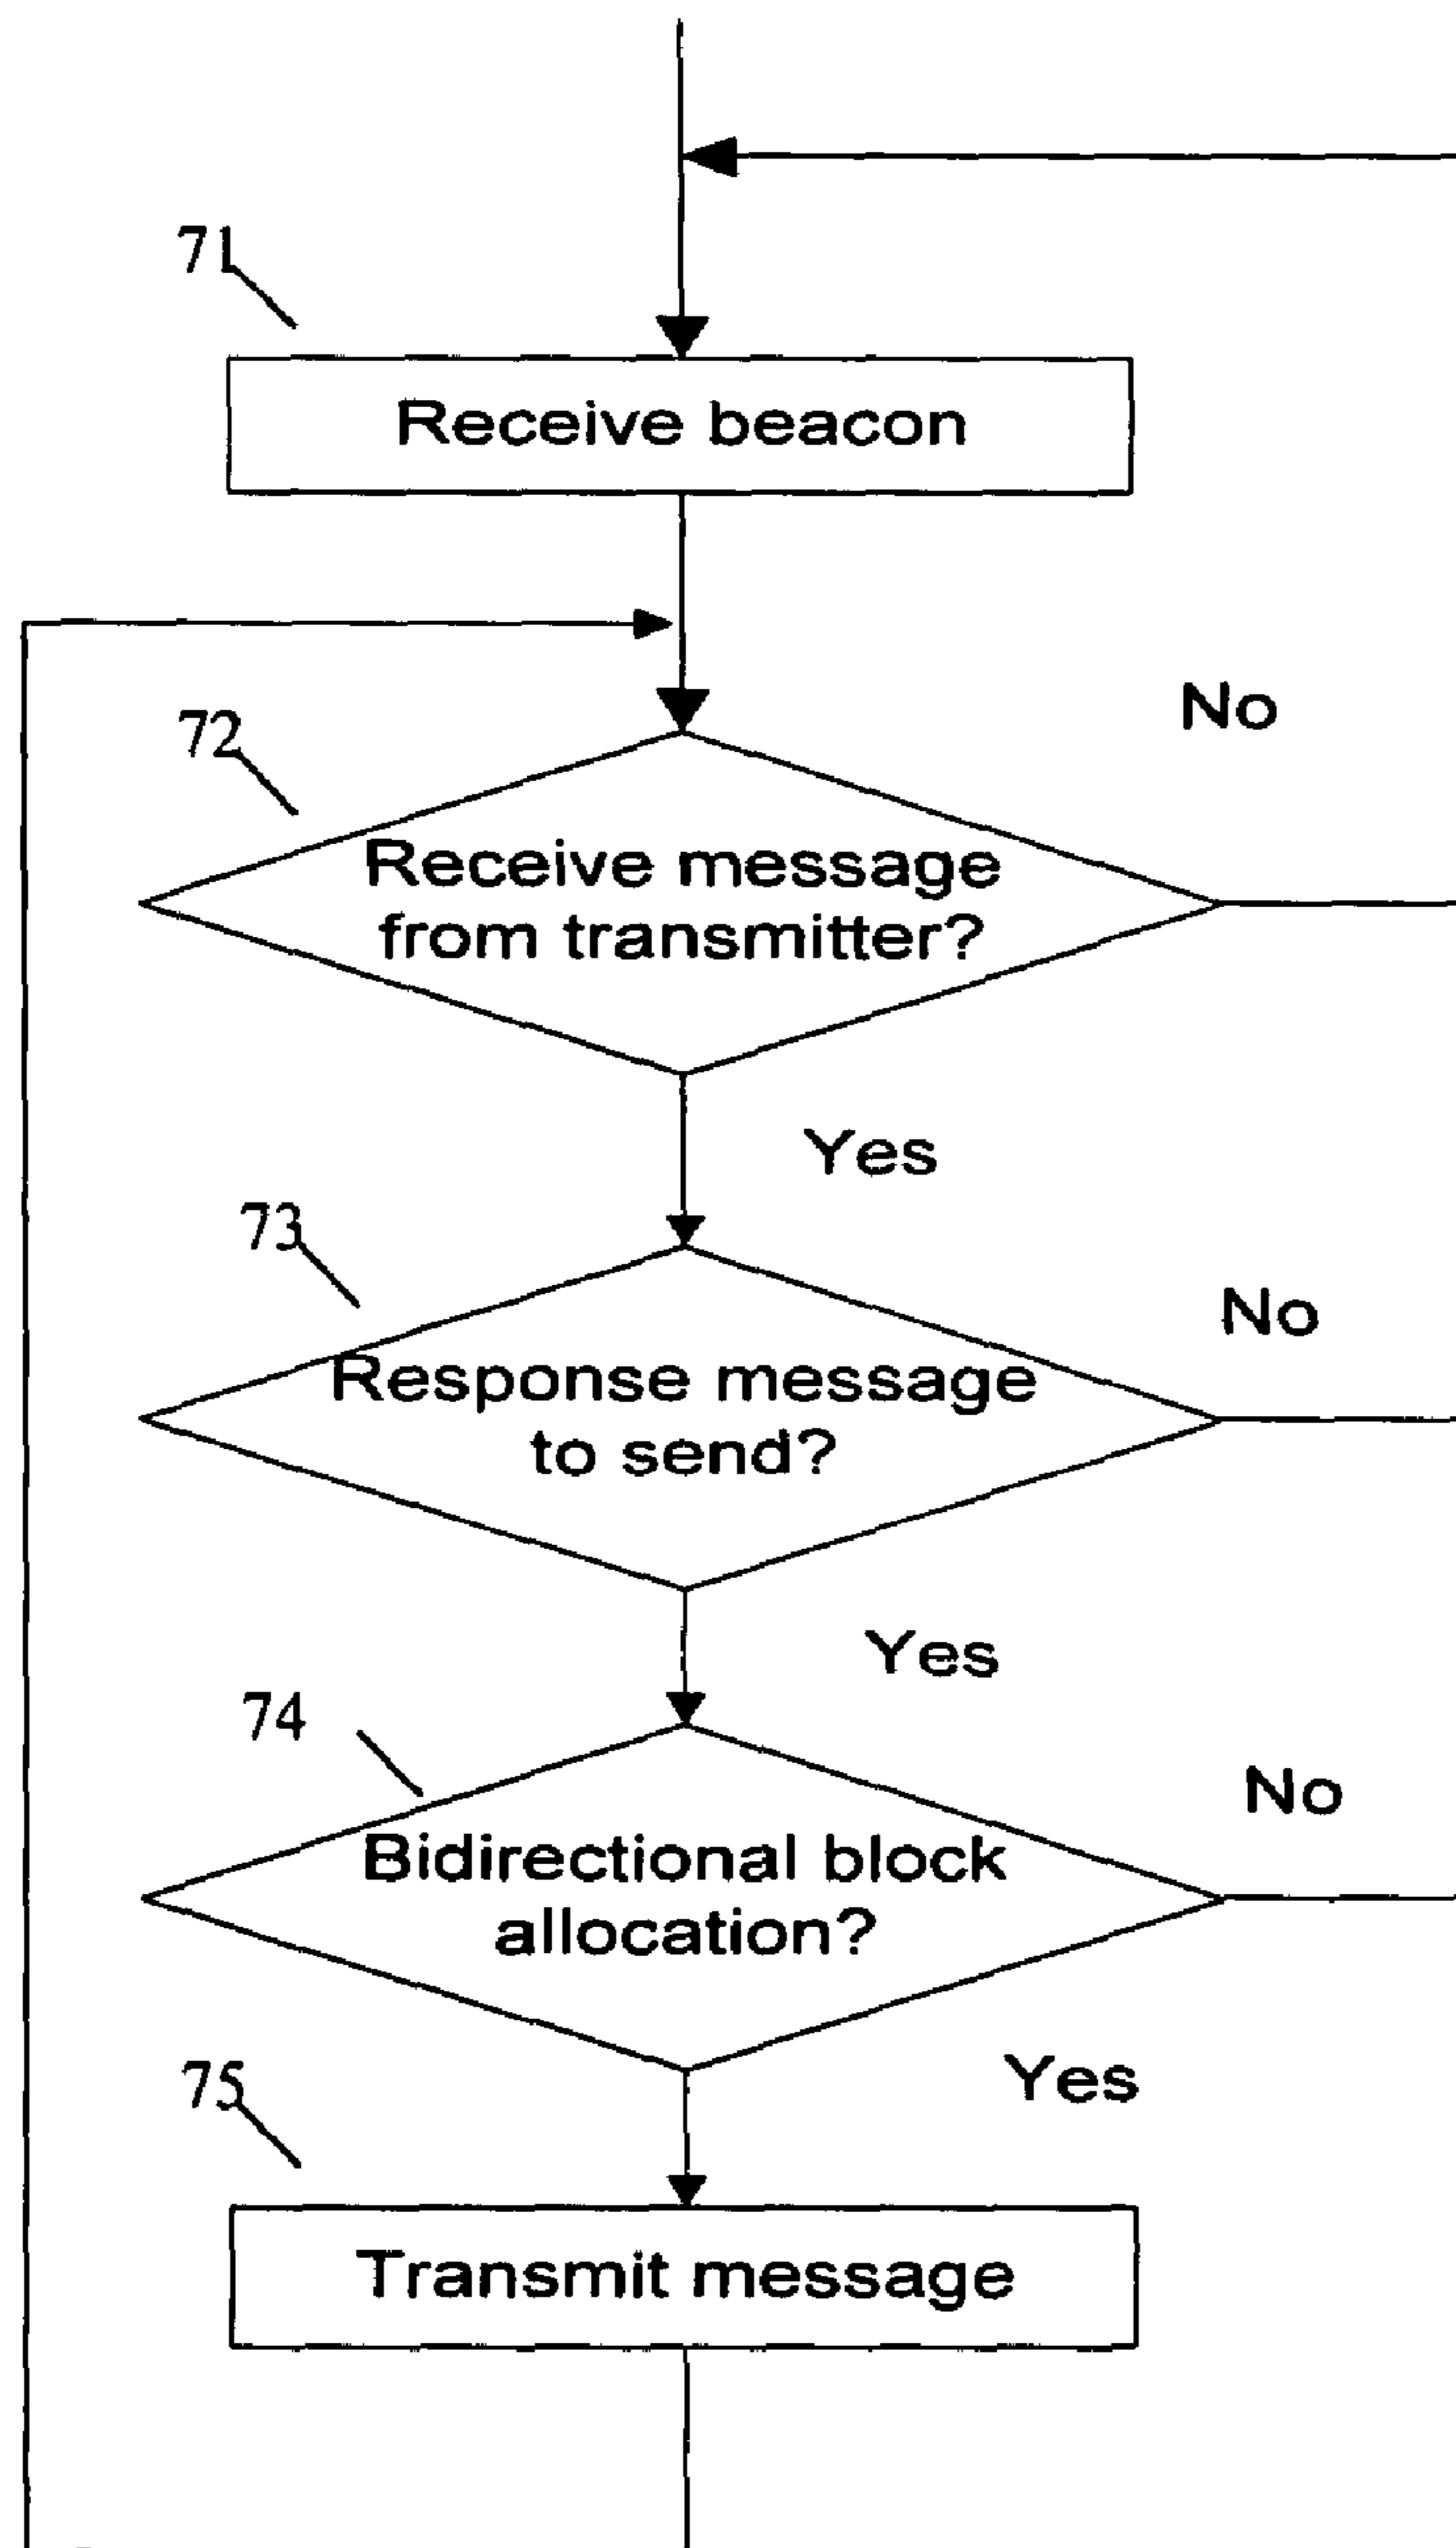 71
Receive beacon
No
72
Receive message
from transmitter?
Yes
73
No
Response message
to send?
Yes
74
No
Bidirectional block
allocation?
Yes
75
Transmit message